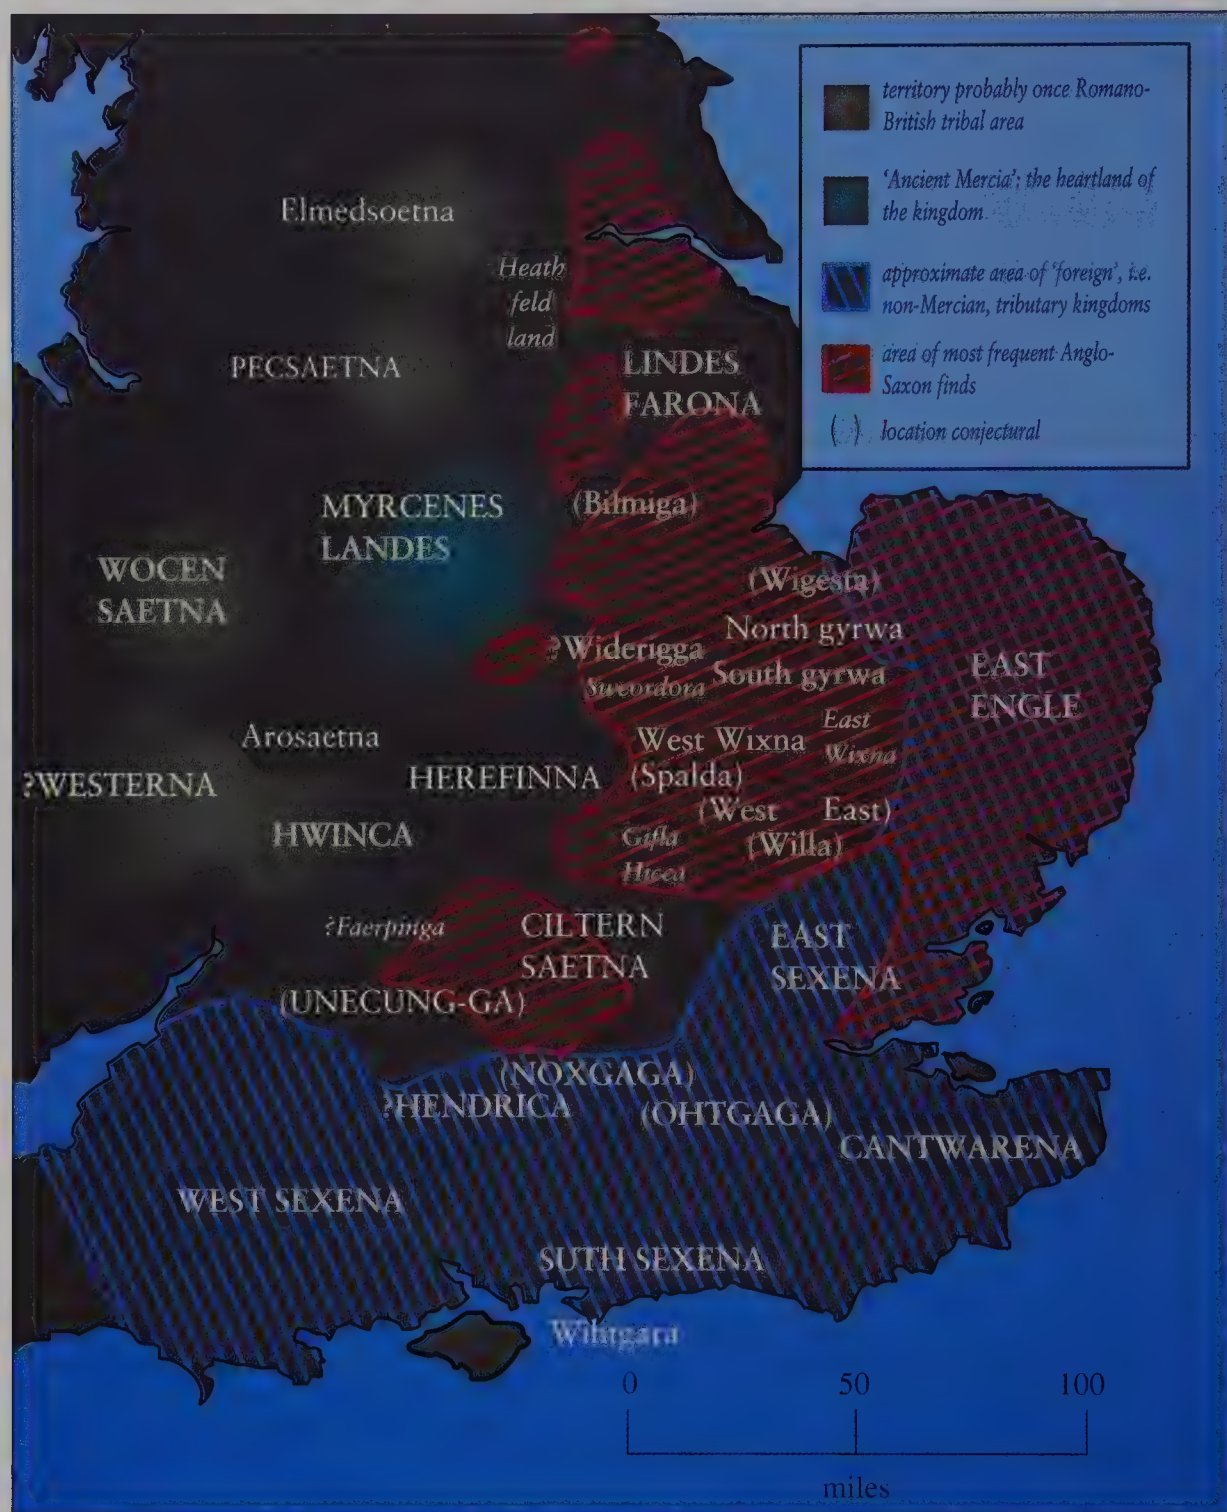 territory probably once Romano-
British tribal area
'Ancient Mercia'; the heartland of
the kingdom
approximate area of 'foreign', i.e.
non-Mercian, tributary kingdoms
area of most frequent Anglo-
Saxon finds
( ) location conjectural
Elmedsoetna
Heath
feld
land
PECSAETNA
LINDES
FARONA
MYRCENES
LANDES
(Bilmiga)
WOCEN
SAETNA
(Wigesta)
North gyrwa
?Widerigga
South gyrwa
Sweordora
EAST
ENGLE
East
Wixna
West Wixna
Arosaetna
?WESTERNA
HEREFINNA
(Spalda)
(West East)
(Willa)
HWINCA
Gifla
Hicca
?Faerpinga
CILTERN
SAETNA
EAST
SEXENA
(UNECUNG-GA)
(NOXGAGA)
?HENDRICA
(OHTGAGA)
CANTWARENA
WEST SEXENA
SUTH SEXENA
Wihtgara
0 50 100
miles